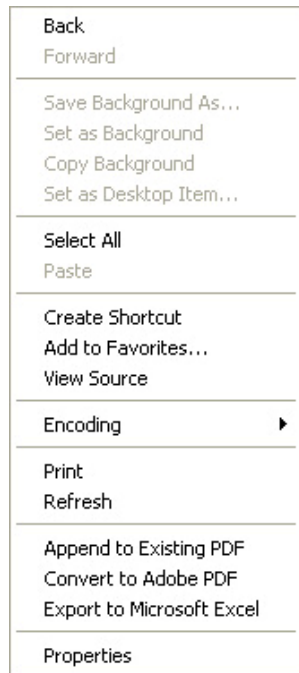 Back
Forward
Save Background As...
Set as Background
Copy Background
Set as Desktop Item...
Select All
Paste
Create Shortcut
Add to Favorites...
View Source
Encoding
Print
Refresh
Append to Existing PDF
Convert to Adobe PDF
Export to Microsoft Excel
Properties